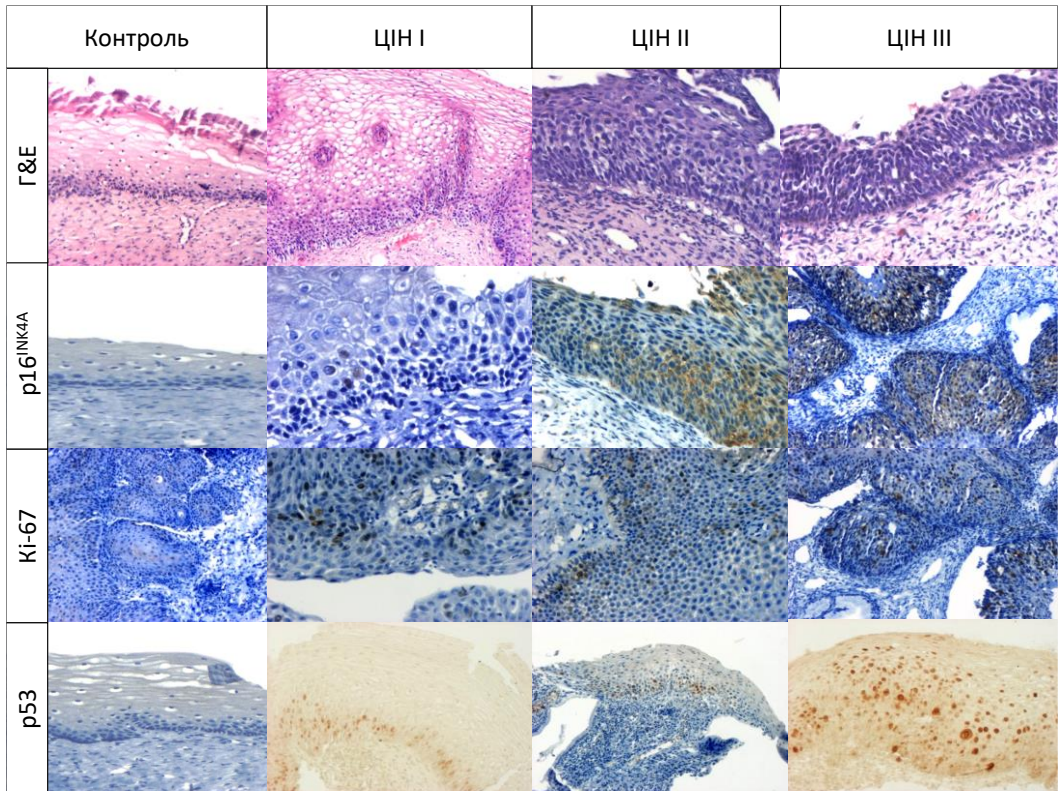 Контроль
ЦІН I
ЦІН II
ЦІН III
Г&Е
p16INK4A
Ki-67
p53